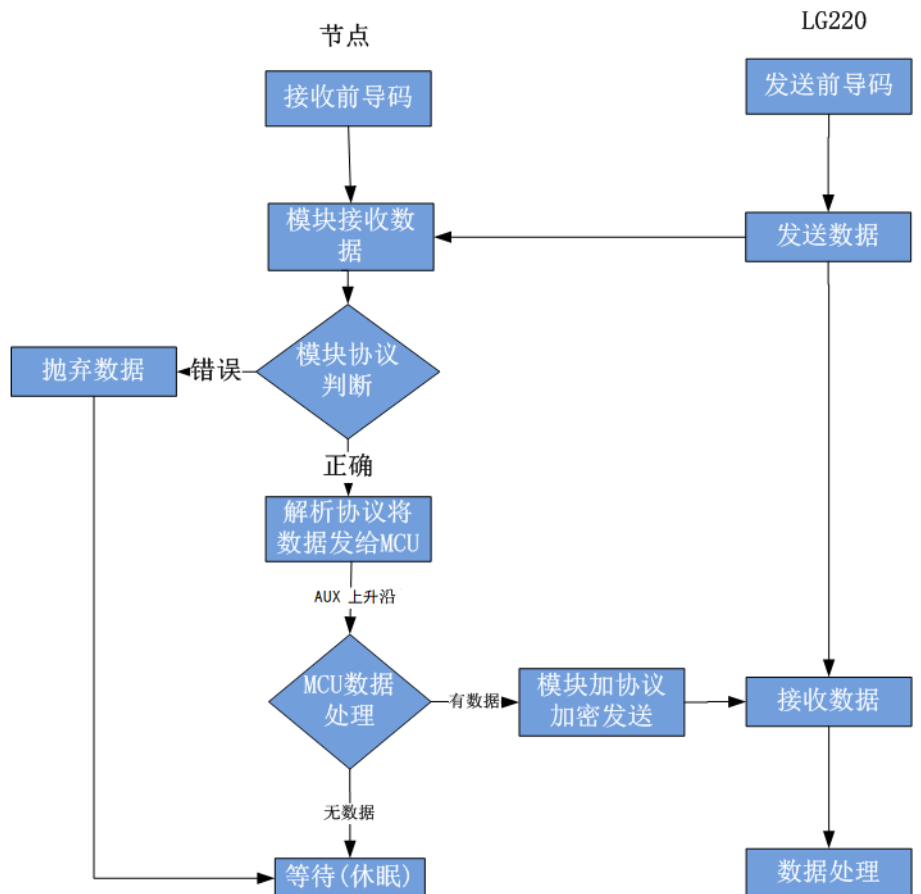 节点
LG220
接收前导码
发送前导码
模块接收数
据
发送数据
模块协议
判断
错误
抛弃数据
正确
解析协议将
数据发给MCU
AUX 上升沿
MCU数据
处理
有数据
模块加协议
加密发送
接收数据
无数据
等待(休眠)
数据处理